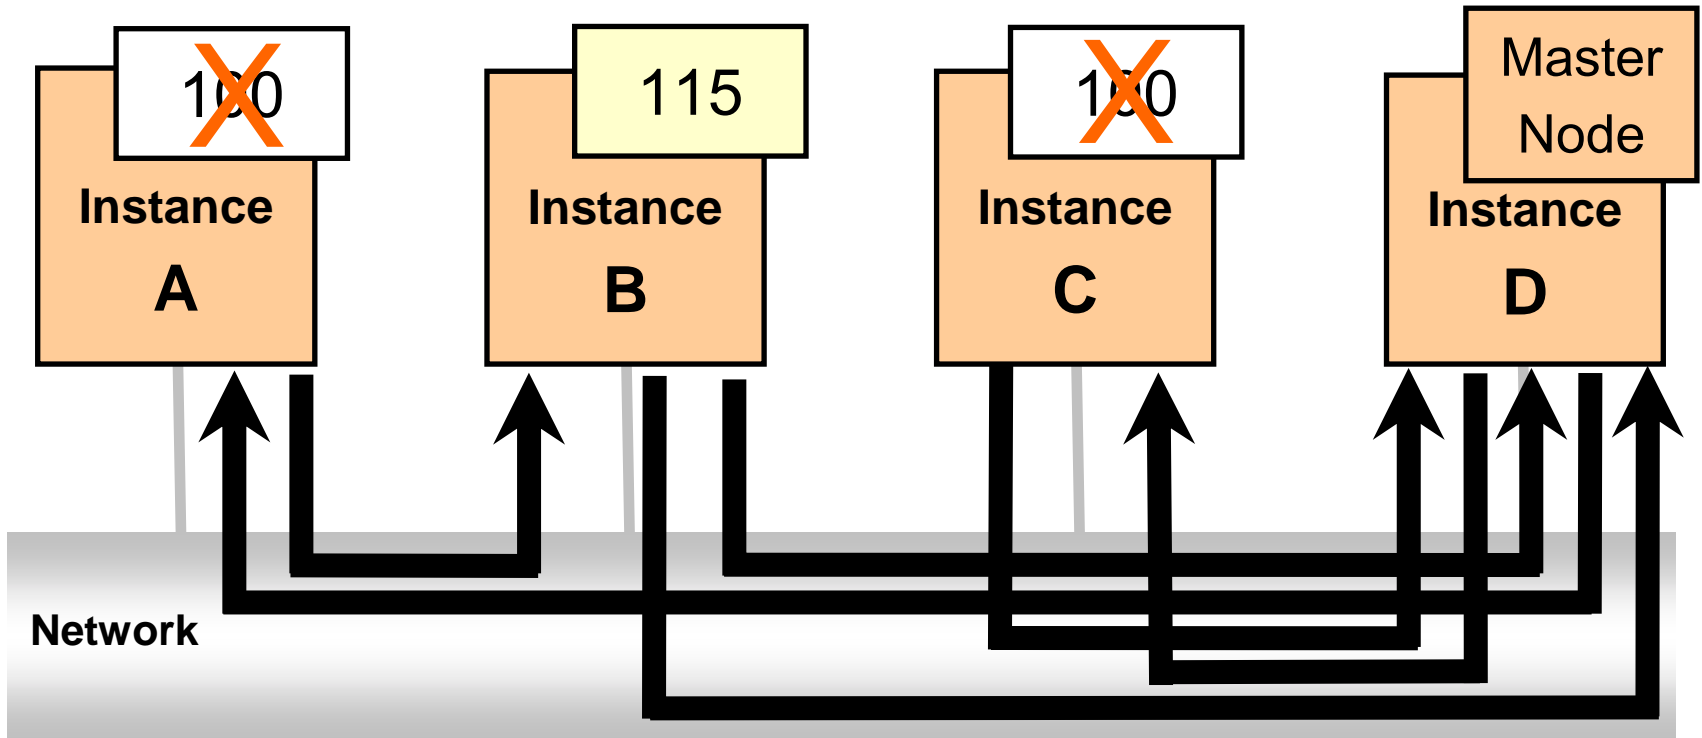 100
X
115
100
X
Master
Node
Instance
A
Instance
B
Instance
C
Instance
D
Network